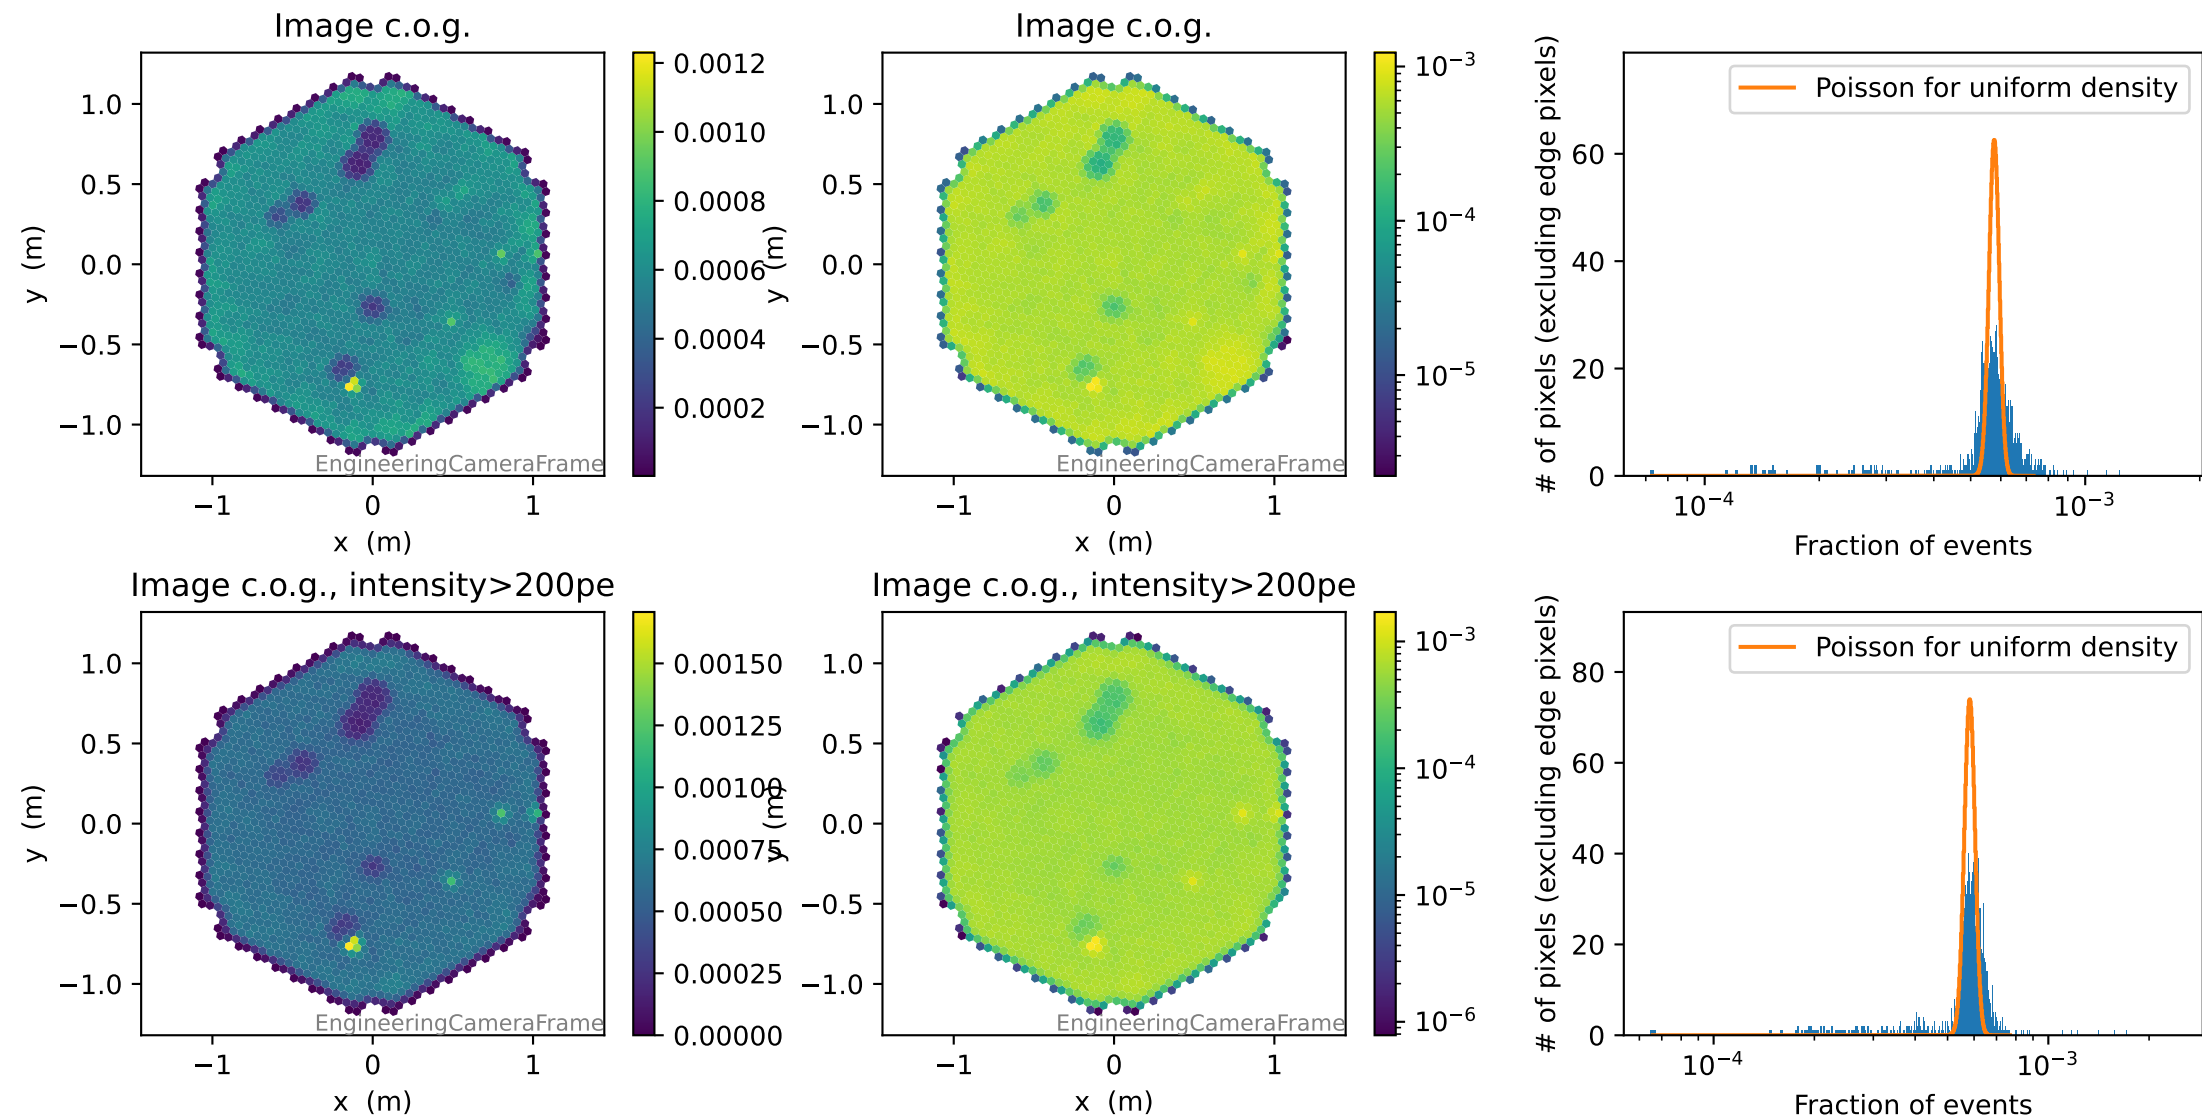 Image c.o.g.
1.0
0.5
0.0
−0.5
−1.0
y (m)
−1
0
1
x (m)
EngineeringCameraFrame
0.0012
0.0010
0.0008
0.0006
0.0004
0.0002
Image c.o.g.
1.0
0.5
0.0
−0.5
−1.0
y (m)
−1
0
1
x (m)
EngineeringCameraFrame
10⁻³
10⁻⁴
10⁻⁵
Poisson for uniform density
# of pixels (excluding edge pixels)
60
40
20
0
10⁻⁴
10⁻³
Fraction of events
Image c.o.g., intensity>200pe
1.0
0.5
0.0
−0.5
−1.0
y (m)
−1
0
1
x (m)
EngineeringCameraFrame
0.00150
0.00125
0.00100
0.00075
0.00050
0.00025
0.00000
Image c.o.g., intensity>200pe
1.0
0.5
0.0
−0.5
−1.0
y (m)
−1
0
1
x (m)
EngineeringCameraFrame
10⁻³
10⁻⁴
10⁻⁵
10⁻⁶
Poisson for uniform density
# of pixels (excluding edge pixels)
80
60
40
20
0
10⁻⁴
10⁻³
Fraction of events